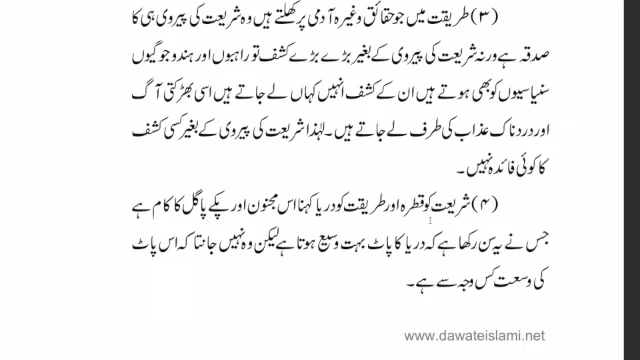 (۳) طریقت میں جو حقائق وغیرہ آدمی پر کھلتے ہیں وہ شریعت کی پیروی ہی کا
صدقہ ہے ورنہ شریعت کی پیروی کے بغیر بڑے بڑے کشف تو راہبوں اور ہندو جوگیوں
سنیاسیوں کو بھی ہوتے ہیں ان کے کشف انہیں کہاں لے جاتے ہیں اسی بھڑکتی آگ
اور دردناک عذاب کی طرف لے جاتے ہیں۔ لہٰذا شریعت کی پیروی کے بغیر کسی کشف
کا کوئی فائدہ نہیں۔
(۴) شریعت کو قطرہ اور طریقت کو دریا کہنا اس مجنون اور پکے پاگل کا کام ہے
جس نے یہ سن رکھا ہے کہ دریا کا پاٹ بہت وسیع ہوتا ہے لیکن وہ نہیں جانتا کہ اس پاٹ
کی وسعت کس وجہ سے ہے۔
www.dawateislami.net